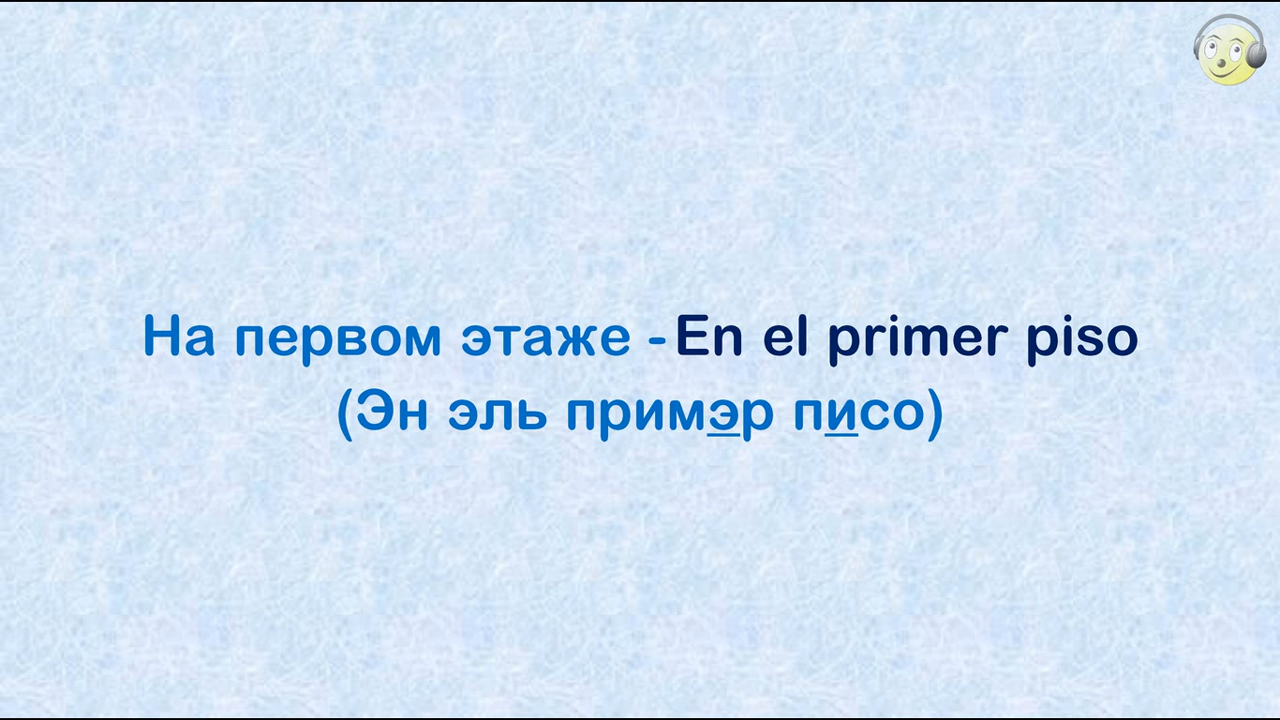 На первом этаже - En el primer piso
(Эн эль примэр писо)